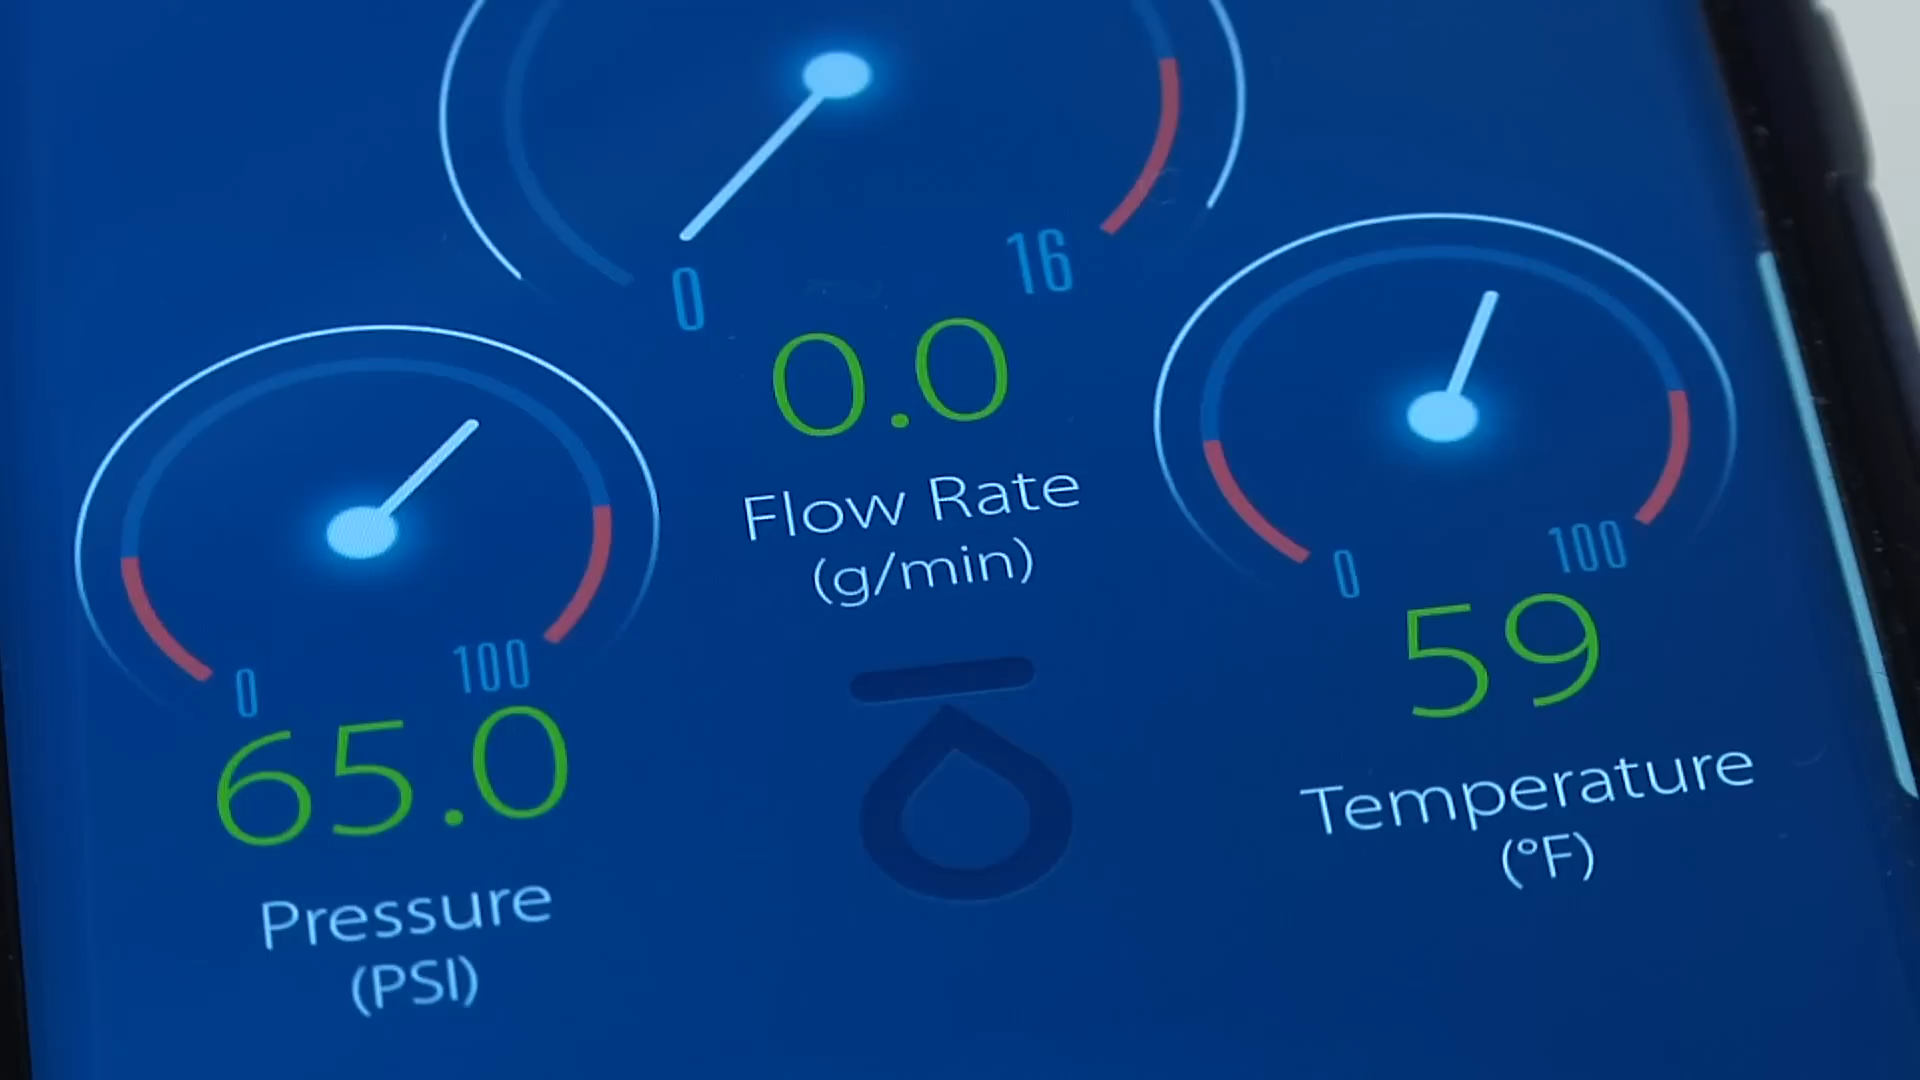 0 16
0.0
Flow Rate
(g/min)
0 100
65.0
Pressure
(PSI)
0 100
59
Temperature
(°F)